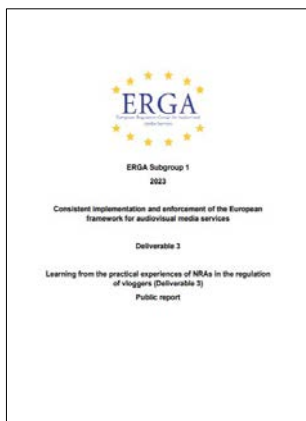 ERGA
European Regulators Group for Audiovisual
Media Services
ERGA Subgroup 1
2023
Consistent implementation and enforcement of the European
framework for audiovisual media services
Deliverable 3
Learning from the practical experiences of NRAs in the regulation
of vloggers (Deliverable 3)
Public report